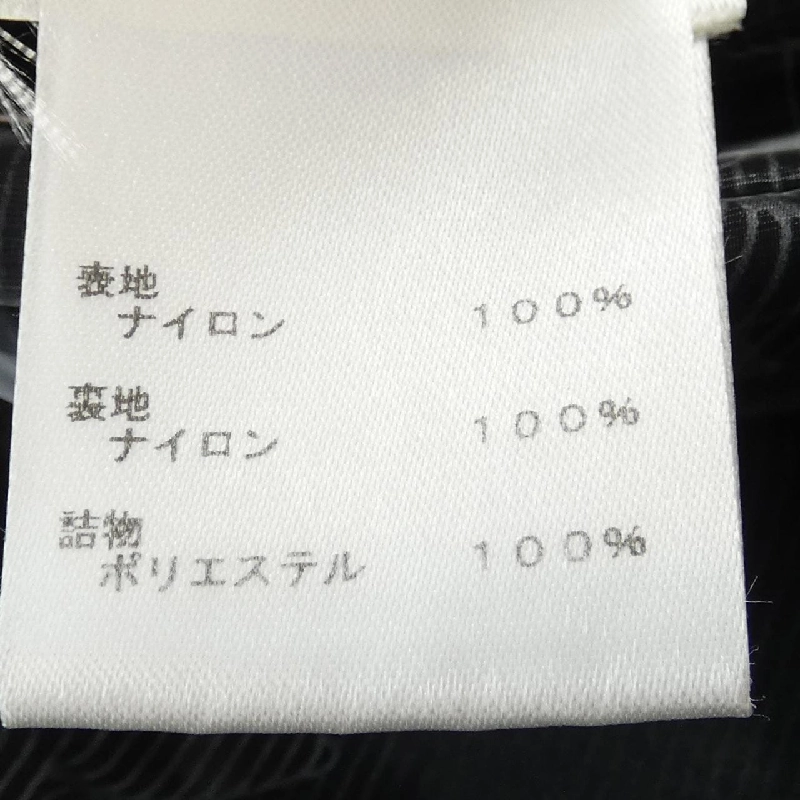 表地
ナイロン １００％
裏地
ナイロン １００％
詰物
ポリエステル １００％